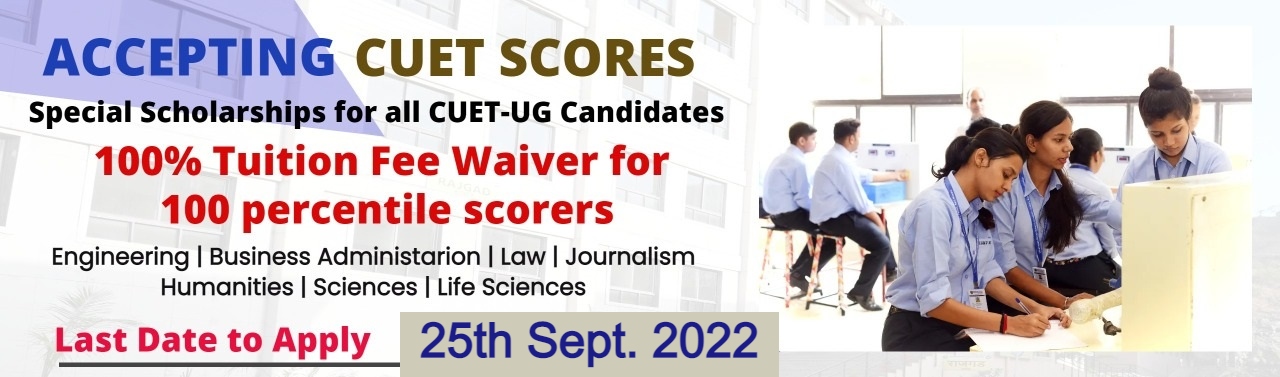 ACCEPTING CUET SCORES
Special Scholarships for all CUET-UG Candidates
100% Tuition Fee Waiver for
100 percentile scorers
Engineering | Business Administarion | Law | Journalism
Humanities | Sciences | Life Sciences
Last Date to Apply 25th Sept. 2022